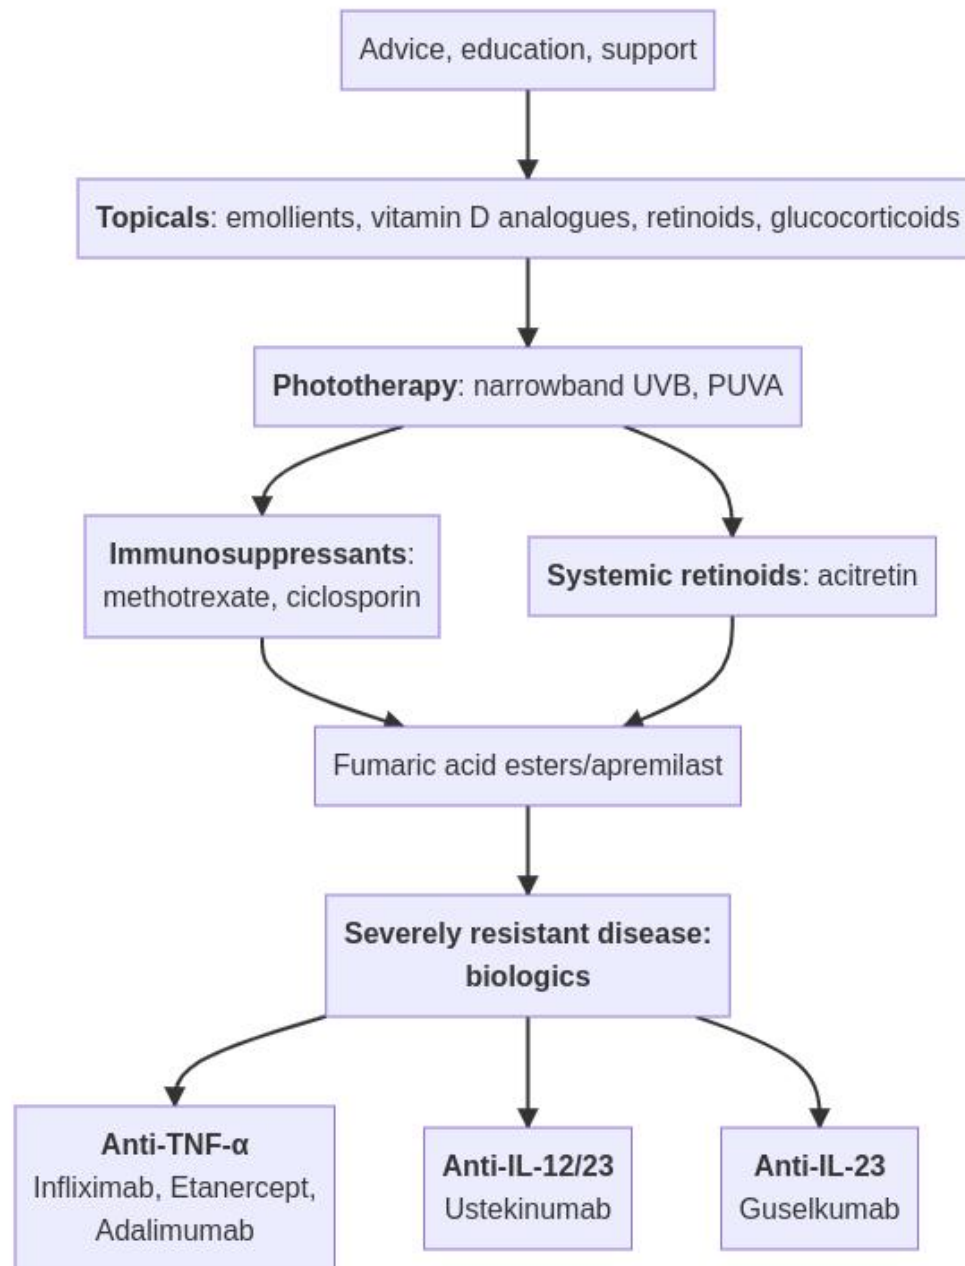 Advice, education, support
Topicals: emollients, vitamin D analogues, retinoids, glucocorticoids
Phototherapy: narrowband UVB, PUVA
Immunosuppressants:
methotrexate, ciclosporin
Systemic retinoids: acitretin
Fumaric acid esters/apremilast
Severely resistant disease:
biologics
Anti-TNF-α
Infliximab, Etanercept,
Adalimumab
Anti-IL-12/23
Ustekinumab
Anti-IL-23
Guselkumab